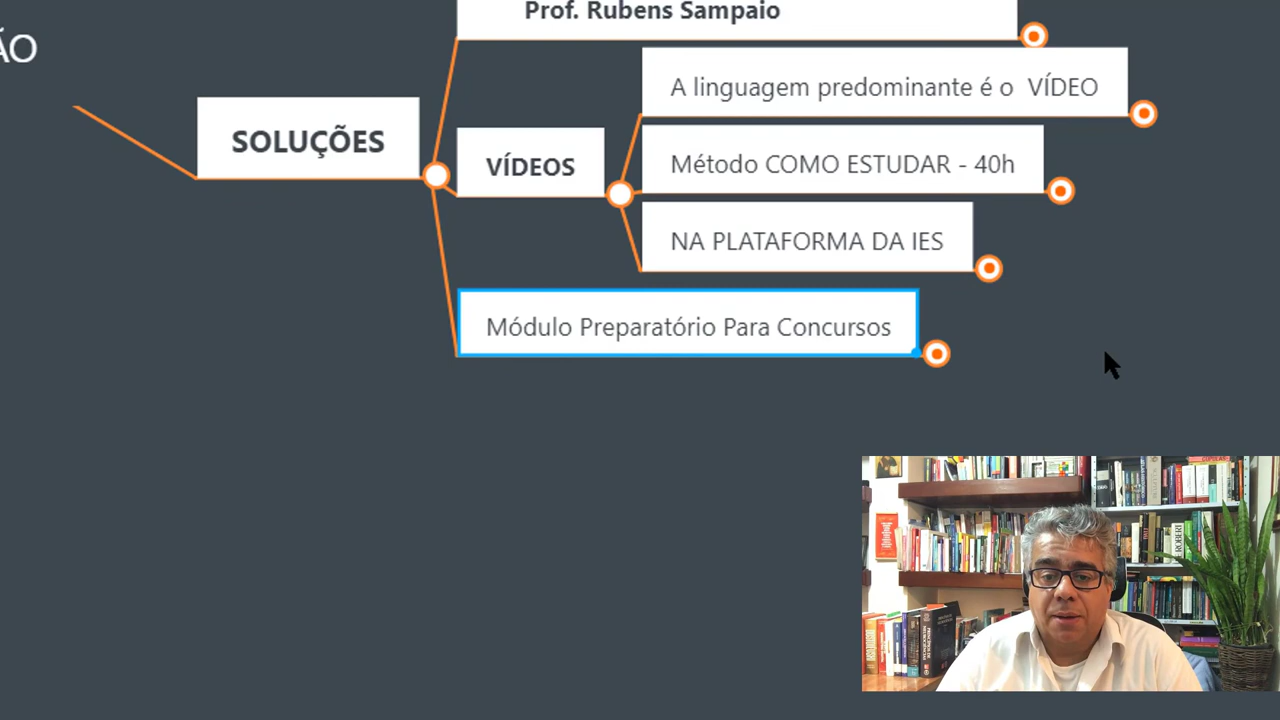 Prof. Rubens Sampaio
ÃO
A linguagem predominante é o VÍDEO
SOLUÇÕES
VÍDEOS
Método COMO ESTUDAR - 40h
NA PLATAFORMA DA IES
Módulo Preparatório Para Concursos